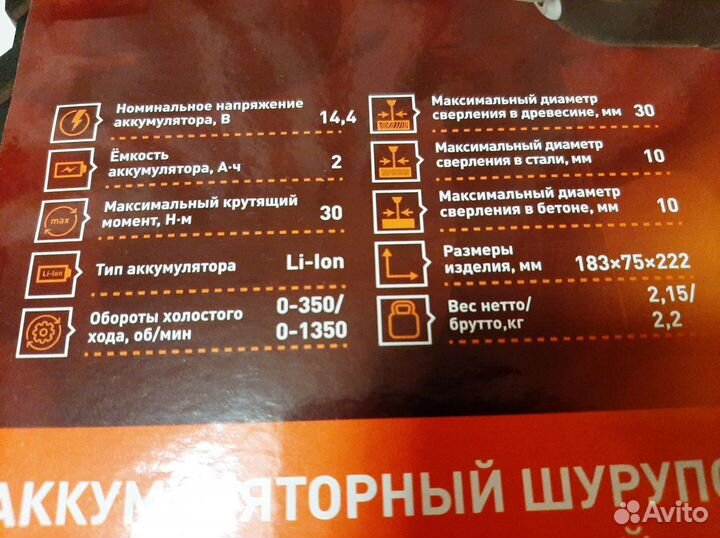 Номинальное напряжение
аккумулятора, В 14,4
Ёмкость
аккумулятора, А·ч 2
Максимальный крутящий
момент, Н·м 30
max
Тип аккумулятора Li-Ion
Li-Ion
Обороты холостого 0-350/
хода, об/мин 0-1350
Максимальный диаметр
сверления в древесине, мм 30
Максимальный диаметр
сверления в стали, мм 10
Максимальный диаметр
сверления в бетоне, мм 10
Размеры
изделия, мм 183×75×222
Вес нетто/ 2,15/
брутто,кг 2,2
АККУМУЛЯТОРНЫЙ ШУРУПО
Avito